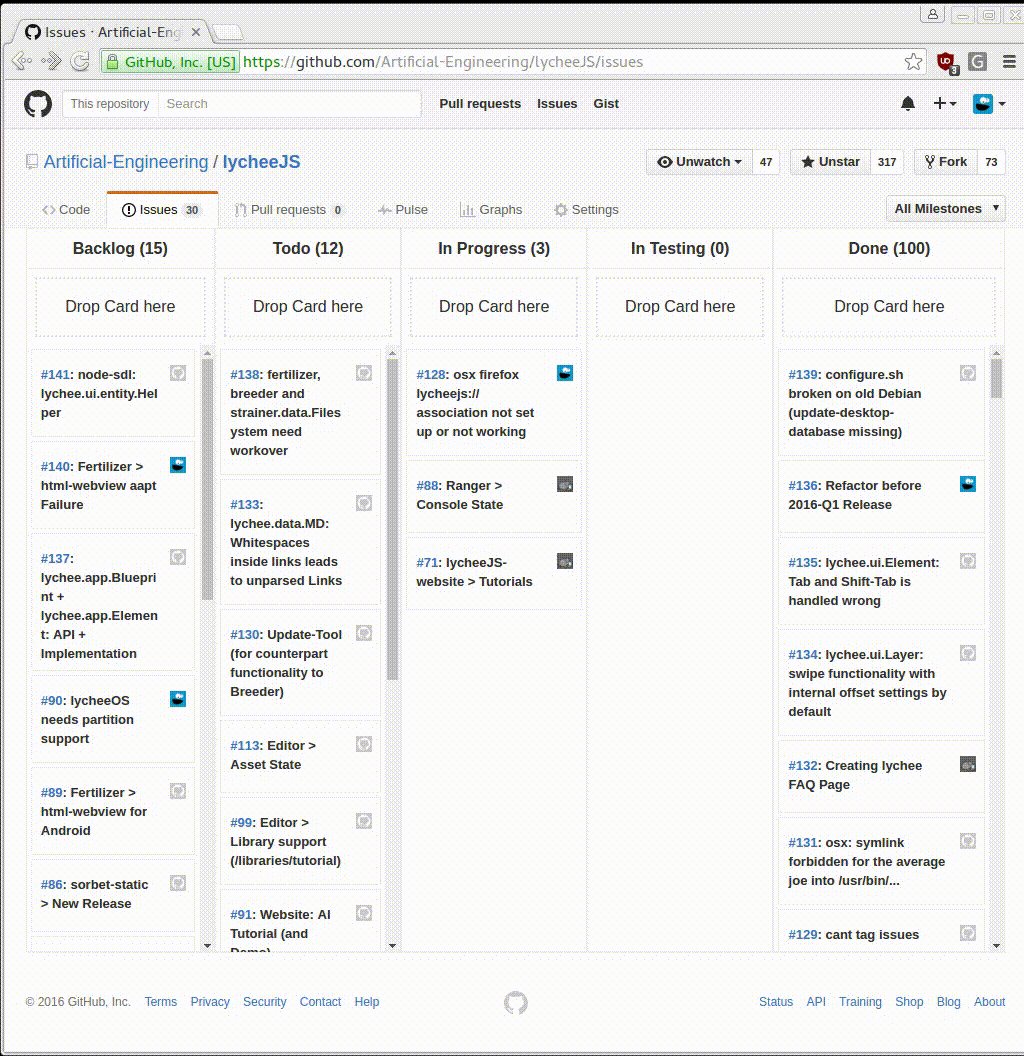 Issues · Artificial-Eng
GitHub, Inc. [US] https://github.com/Artificial-Engineering/lycheeJS/issues
This repository Search Pull requests Issues Gist
Artificial-Engineering / lycheeJS Unwatch 47 Unstar 317 Fork 73
Code Issues 30 Pull requests 0 Pulse Graphs Settings All Milestones
Backlog (15)
Drop Card here
#141: node-sdl:
lychee.ui.entity.Hel
per
#140: Fertilizer >
html-webview aapt
Failure
#137:
lychee.app.Bluepri
nt +
lychee.app.Elemen
t: API +
Implementation
#90: lycheeOS
needs partition
support
#89: Fertilizer >
html-webview for
Android
#86: sorbet-static
> New Release
Todo (12)
Drop Card here
#138: fertilizer,
breeder and
strainer.data.Files
ystem need
workover
#133:
lychee.data.MD:
Whitespaces
inside links leads
to unparsed Links
#130: Update-Tool
(for counterpart
functionality to
Breeder)
#113: Editor >
Asset State
#99: Editor >
Library support
(/libraries/tutorial)
#91: Website: AI
Tutorial (and
Demo)
In Progress (3)
Drop Card here
#128: osx firefox
lycheejs://
association not set
up or not working
#88: Ranger >
Console State
#71: lycheeJS-
website > Tutorials
In Testing (0)
Drop Card here
Done (100)
Drop Card here
#139: configure.sh
broken on old Debian
(update-desktop-
database missing)
#136: Refactor before
2016-Q1 Release
#135: lychee.ui.Element:
Tab and Shift-Tab is
handled wrong
#134: lychee.ui.Layer:
swipe functionality with
internal offset settings by
default
#132: Creating lychee
FAQ Page
#131: osx: symlink
forbidden for the average
joe into /usr/bin/...
#129: cant tag issues
© 2016 GitHub, Inc. Terms Privacy Security Contact Help Status API Training Shop Blog About